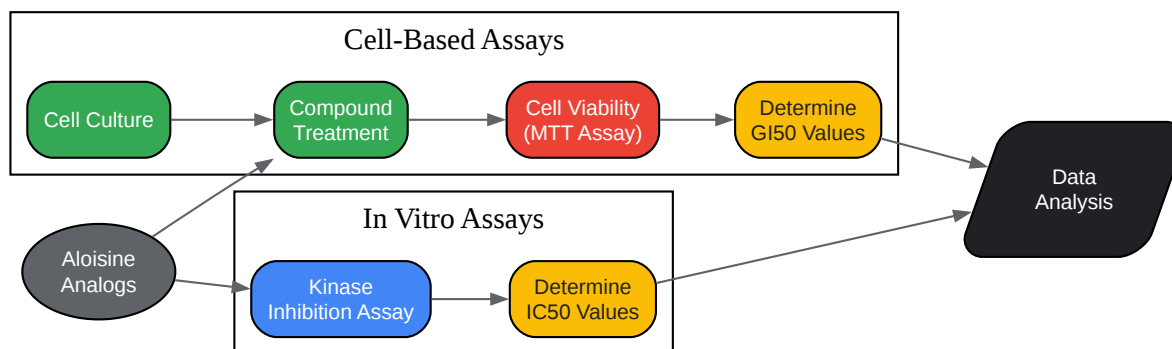 Cell-Based Assays
Cell Culture
Compound
Treatment
Cell Viability
(MTT Assay)
Determine
GI50 Values
Data
Analysis
In Vitro Assays
Aloisine
Analogs
Kinase
Inhibition Assay
Determine
IC50 Values